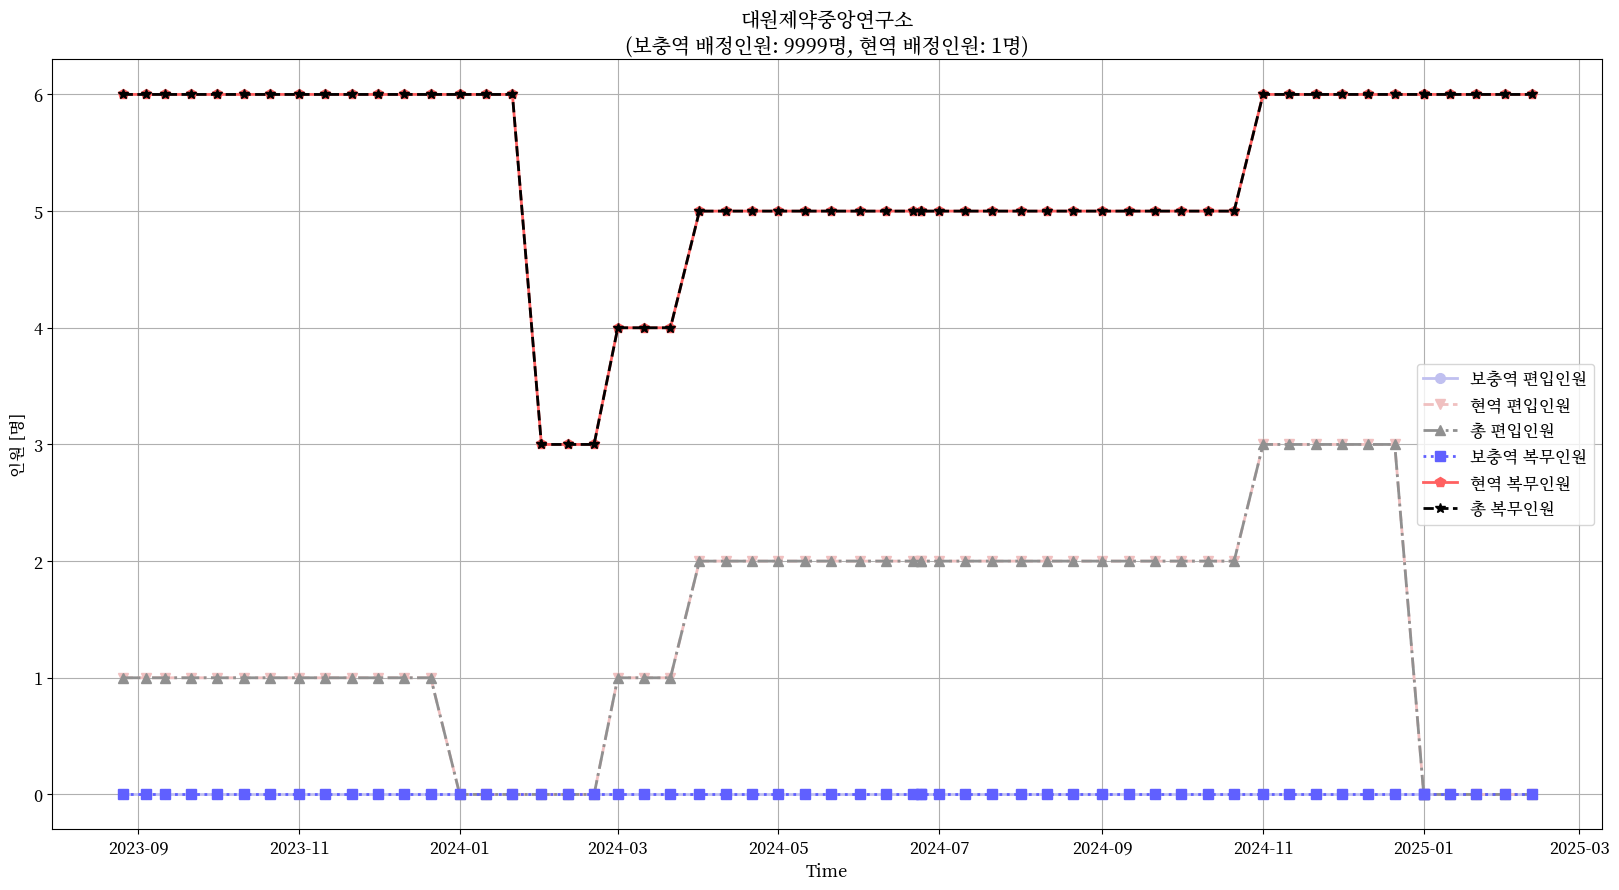 대원제약중앙연구소
(보충역 배정인원: 9999명, 현역 배정인원: 1명)
인원 [명]
6
5
4
3
2
1
0
보충역 편입인원
현역 편입인원
총 편입인원
보충역 복무인원
현역 복무인원
총 복무인원
2023-09 2023-11 2024-01 2024-03 2024-05 2024-07 2024-09 2024-11 2025-01 2025-03
Time